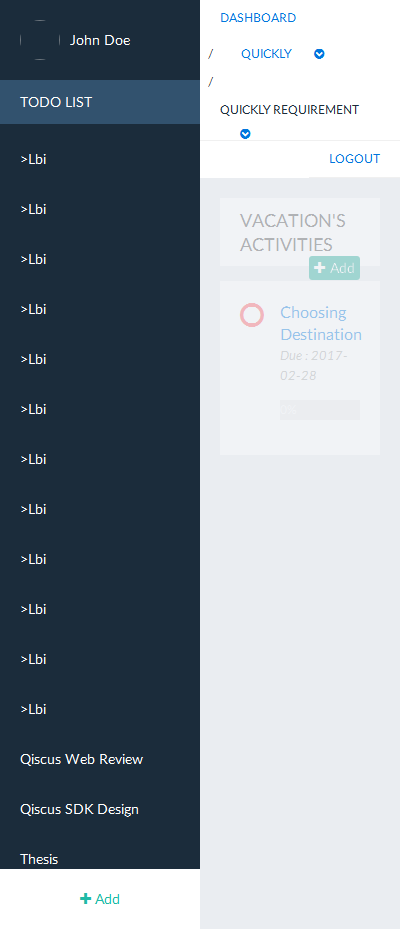 John Doe
TODO LIST
>Lbi
>Lbi
>Lbi
>Lbi
>Lbi
>Lbi
>Lbi
>Lbi
>Lbi
>Lbi
>Lbi
>Lbi
Qiscus Web Review
Qiscus SDK Design
Thesis
Add
DASHBOARD
/ QUICKLY
/
QUICKLY REQUIREMENT
LOGOUT
VACATION'S
ACTIVITIES
Add
Choosing
Destination
Due : 2017-
02-28